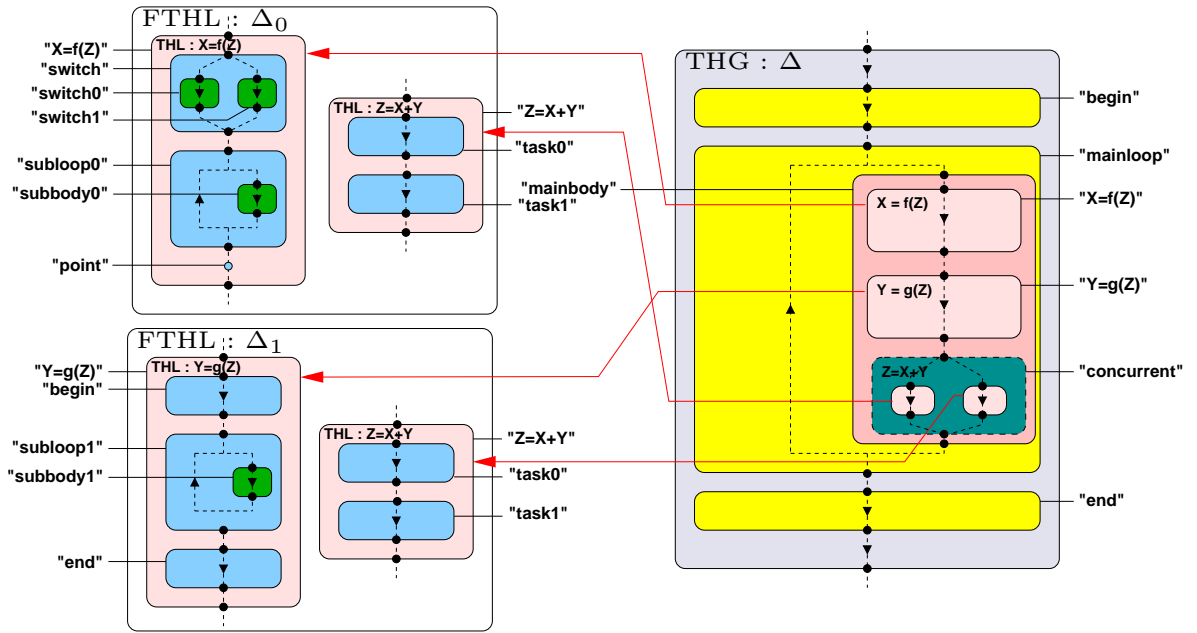 FTHL : Δ0
"X=f(Z)"
THL : X=f(Z)
"switch"
"switch0"
"switch1"
"subloop0"
"subbody0"
"point"
THL : Z=X+Y
"Z=X+Y"
"task0"
"task1"
FTHL : Δ1
"Y=g(Z)"
THL : Y=g(Z)
"begin"
"subloop1"
"subbody1"
"end"
THL : Z=X+Y
"Z=X+Y"
"task0"
"task1"
THG : Δ
"begin"
"mainloop"
"mainbody"
X = f(Z)
"X=f(Z)"
Y = g(Z)
"Y=g(Z)"
Z=X+Y
"concurrent"
"end"